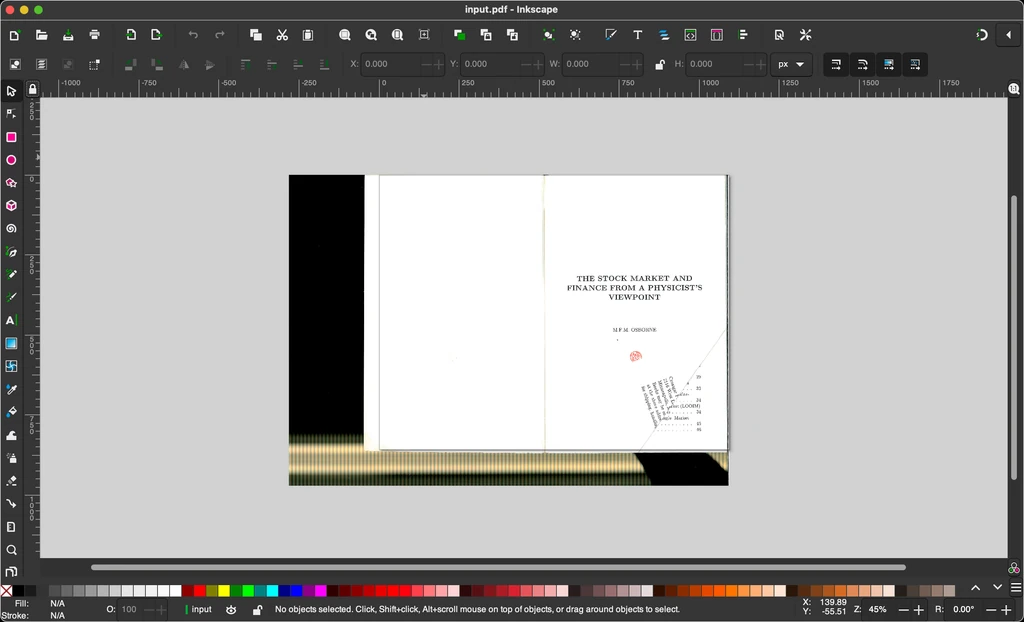 input.pdf - Inkscape
X: 0.000 Y: 0.000 W: 0.000 H: 0.000 px
-1000 -750 -500 -250 0 250 500 750 1000 1250 1500 1750
THE STOCK MARKET AND
FINANCE FROM A PHYSICIST'S
VIEWPOINT
M.F.M. OSBORNE
(LOOIM)
Fill: N/A
Stroke: N/A
O: 100
input
No objects selected. Click, Shift+click, Alt+scroll mouse on top of objects, or drag around objects to select.
X: 139.89
Y: -55.51
Z: 45%
R: 0.00°